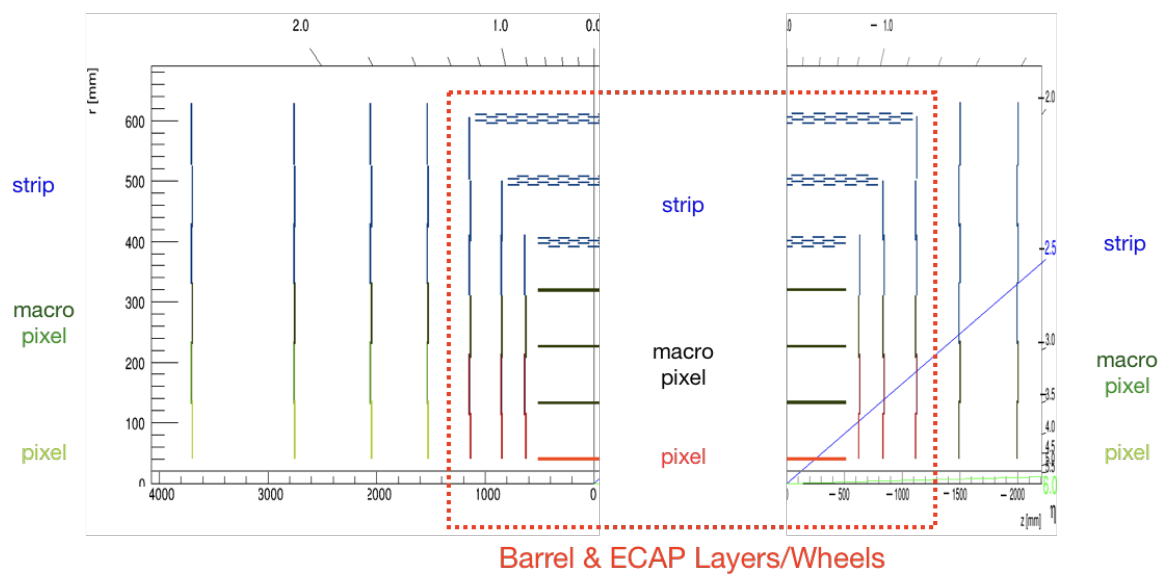 2.0 1.0 0.0 0 - 1.0
r [mm]
600
500
400
300
200
100
0
4000 3000 2000 1000 0
strip
macro
pixel
pixel
strip
macro
pixel
pixel
-2.0
2.5
-3.0
3.5
4.0
6.0
η
0 - 500 -1000 -1500 - 2000
z [mm]
strip
macro
pixel
pixel
Barrel & ECAP Layers/Wheels